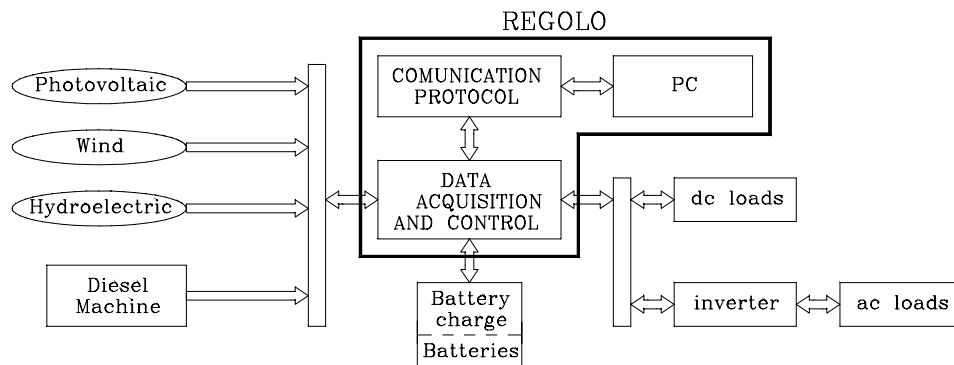 REGOLO
Photovoltaic
Wind
Hydroelectric
Diesel
Machine
COMUNICATION
PROTOCOL
PC
DATA
ACQUISITION
AND CONTROL
Battery
charge
Batteries
dc loads
inverter
ac loads